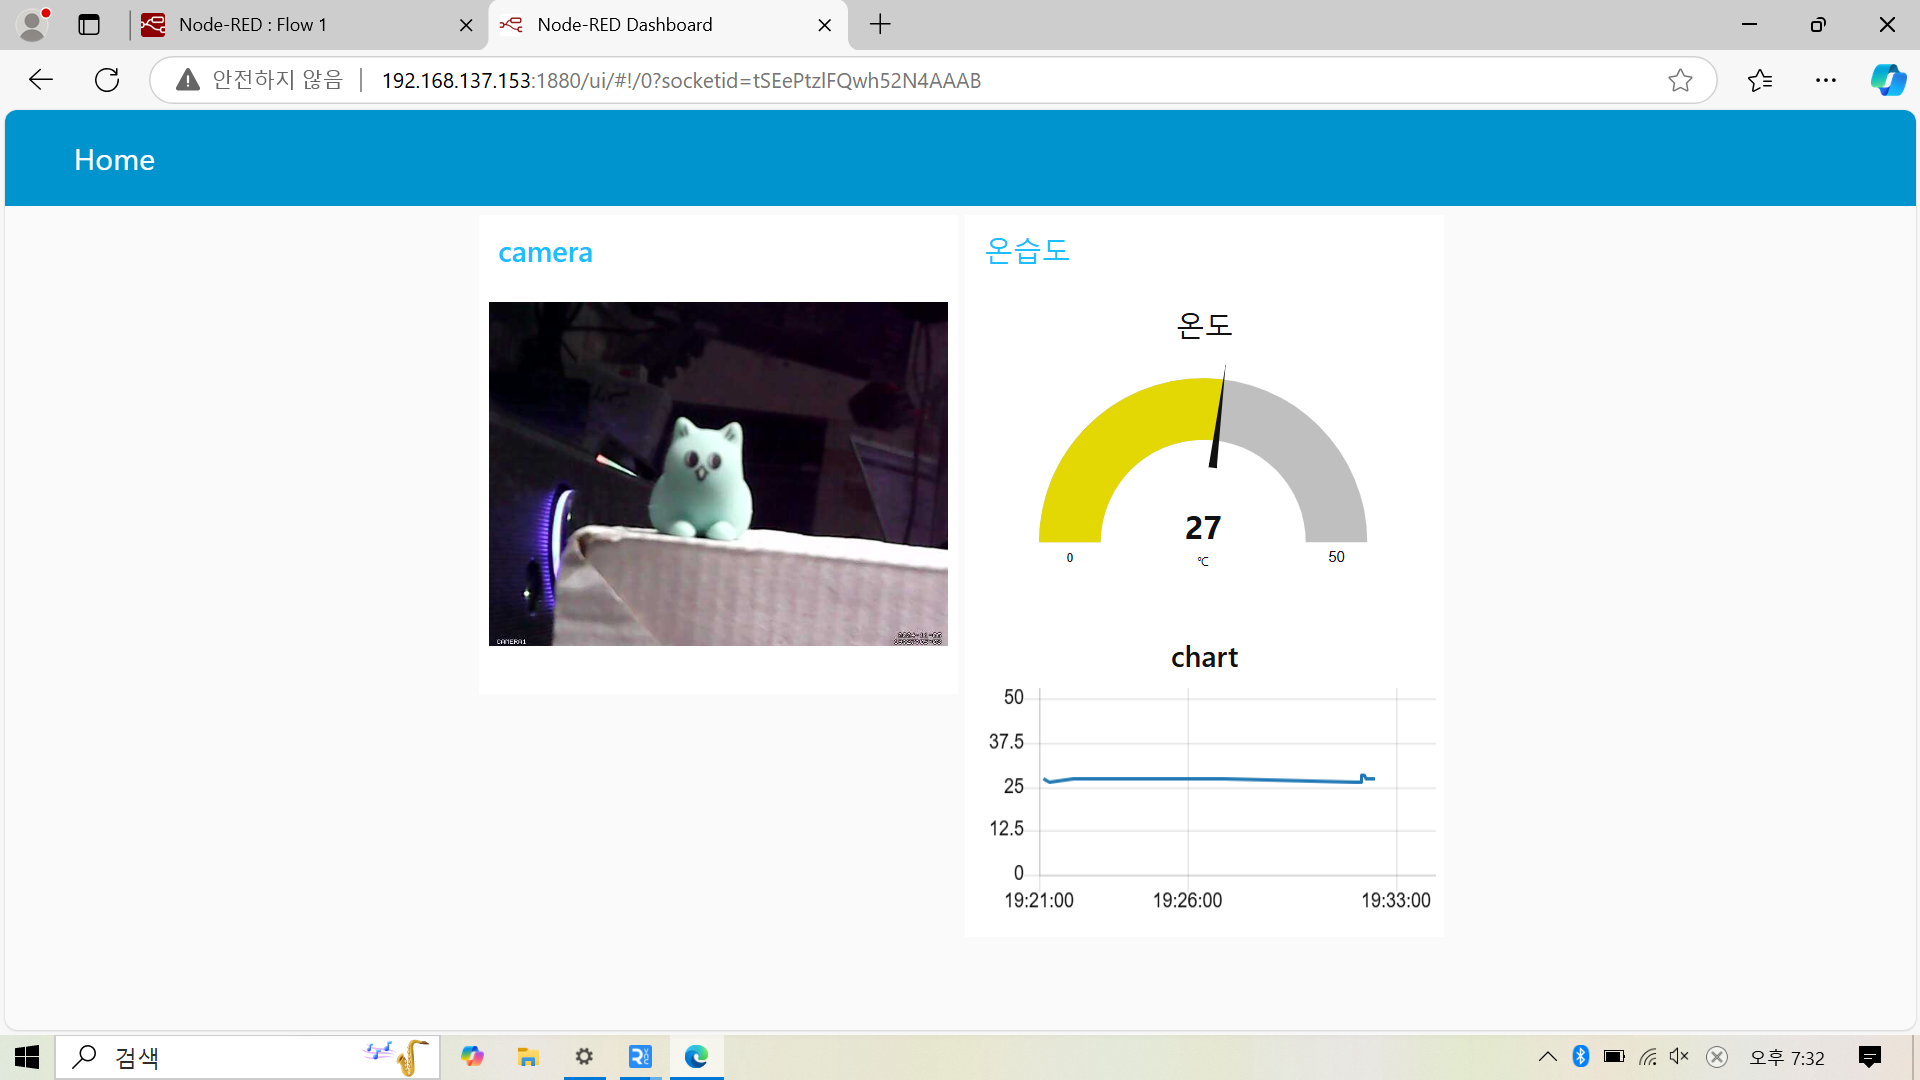 Node-RED : Flow 1
Node-RED Dashboard
안전하지 않음
192.168.137.153:1880/ui/#!/0?socketid=tSEePtzlFQwh52N4AAAB
Home
camera
CAMERA1
온습도
온도
27
℃
0
50
chart
50
37.5
25
12.5
0
19:21:00
19:26:00
19:33:00
검색
오후 7:32